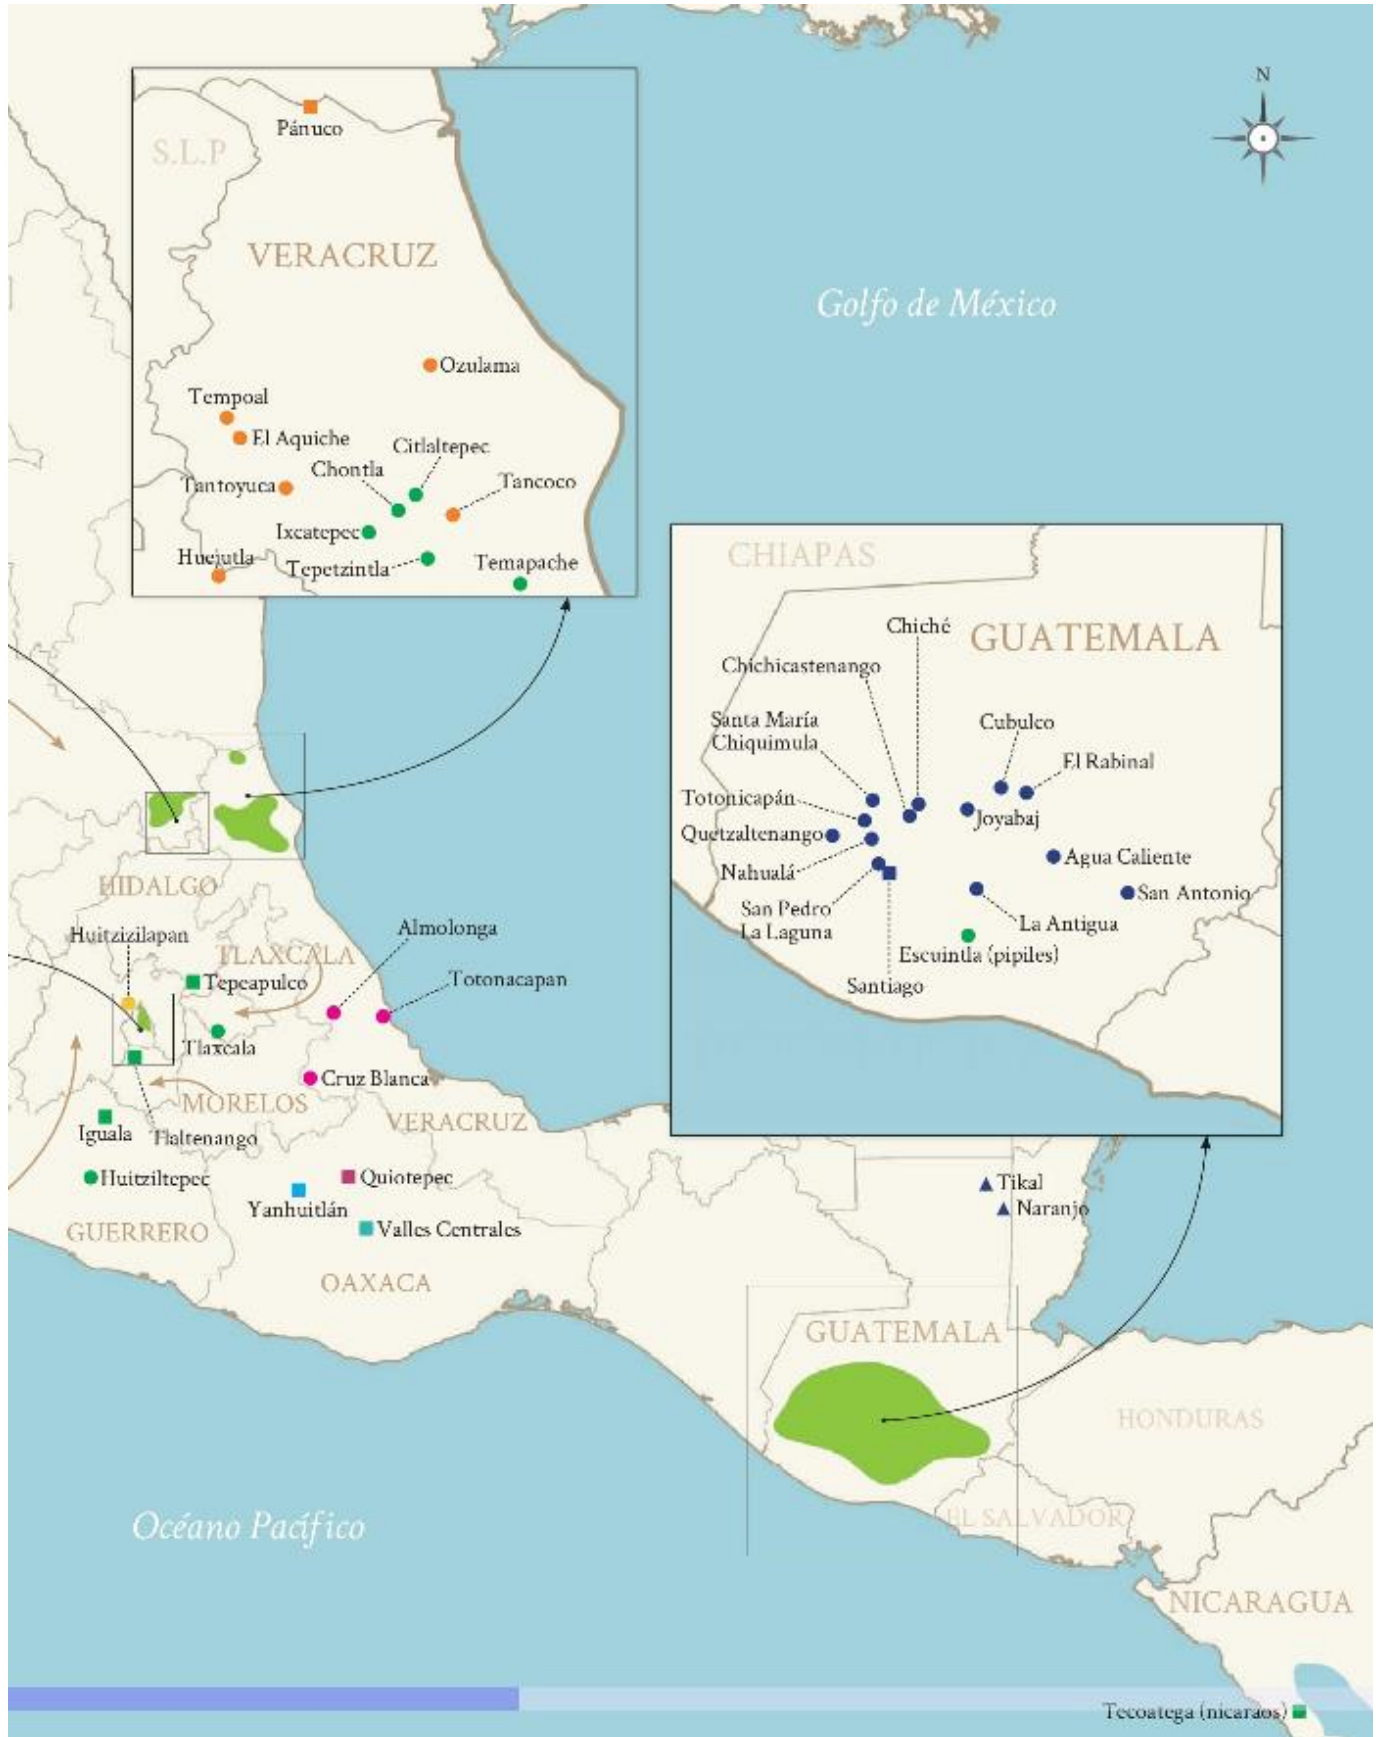 N
Pánuco
S.L.P
VERACRUZ
Golfo de México
Ozulama
Tempoal
El Aquiche
Citlaltepec
Chontla
Tantoyuca
Tancoco
Ixcatepec
Huejutla
Tepetzintla
Temapache
CHIAPAS
Chiché
GUATEMALA
Chichicastenango
Santa María
Chiquimula
Cubulco
El Rabinal
Totonicapán
Joyabaj
Quetzaltenango
Agua Caliente
Nahualá
San Antonio
San Pedro
La Laguna
La Antigua
Escuintla (pipiles)
Santiago
HIDALGO
Huitzizilapan
TLAXCALA
Almolonga
Tepeapulco
Totonacapan
Tlaxcala
Cruz Blanca
MORELOS
VERACRUZ
Iguala
Tlaltenango
Huitziltepec
Quiotepec
Yanhuitlán
Tikal
Naranjo
GUERRERO
Valles Centrales
OAXACA
GUATEMALA
HONDURAS
Océano Pacífico
EL SALVADOR
NICARAGUA
Tecoatega (nicaraos)